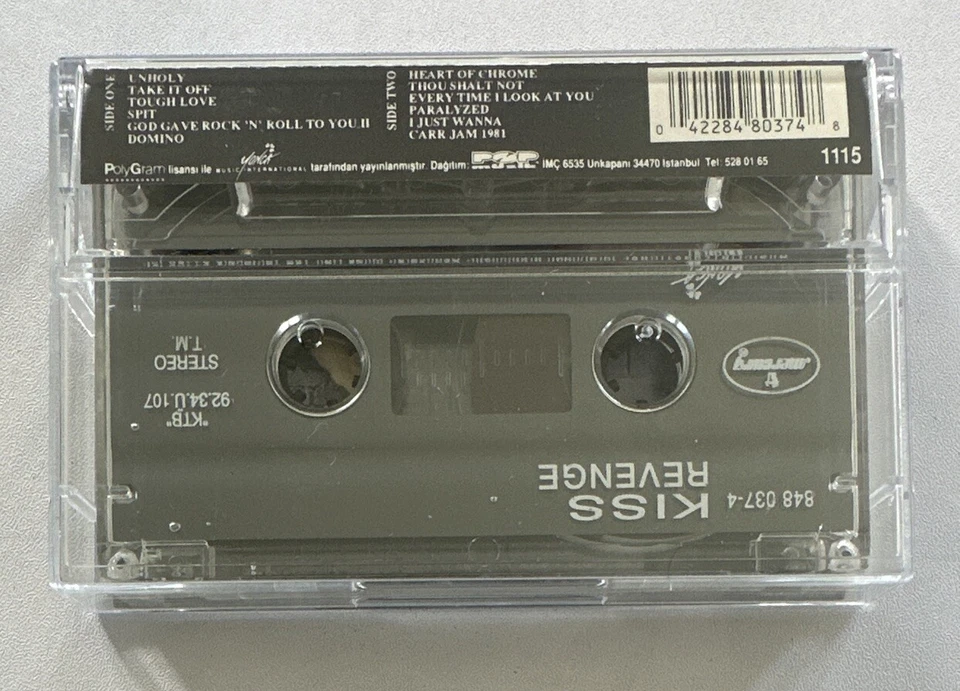 SIDE ONE
UNHOLY
TAKE IT OFF
TOUGH LOVE
SPIT
GOD GAVE ROCK 'N' ROLL TO YOU II
DOMINO
SIDE TWO
HEART OF CHROME
THOU SHALT NOT
EVERY TIME I LOOK AT YOU
PARALYZED
I JUST WANNA
CARR JAM 1981
0 42284 80374 8
PolyGram lisansı ile MUSIC INTERNATIONAL tarafından yayınlanmıştır. Dağıtım: İMÇ 6535 Unkapanı 34470 İstanbul Tel: 528 01 65
1115
STEREO
T.M.
"KTB"
'92.34.Ü.107
KISS
REVENGE
848 037-4
mercury